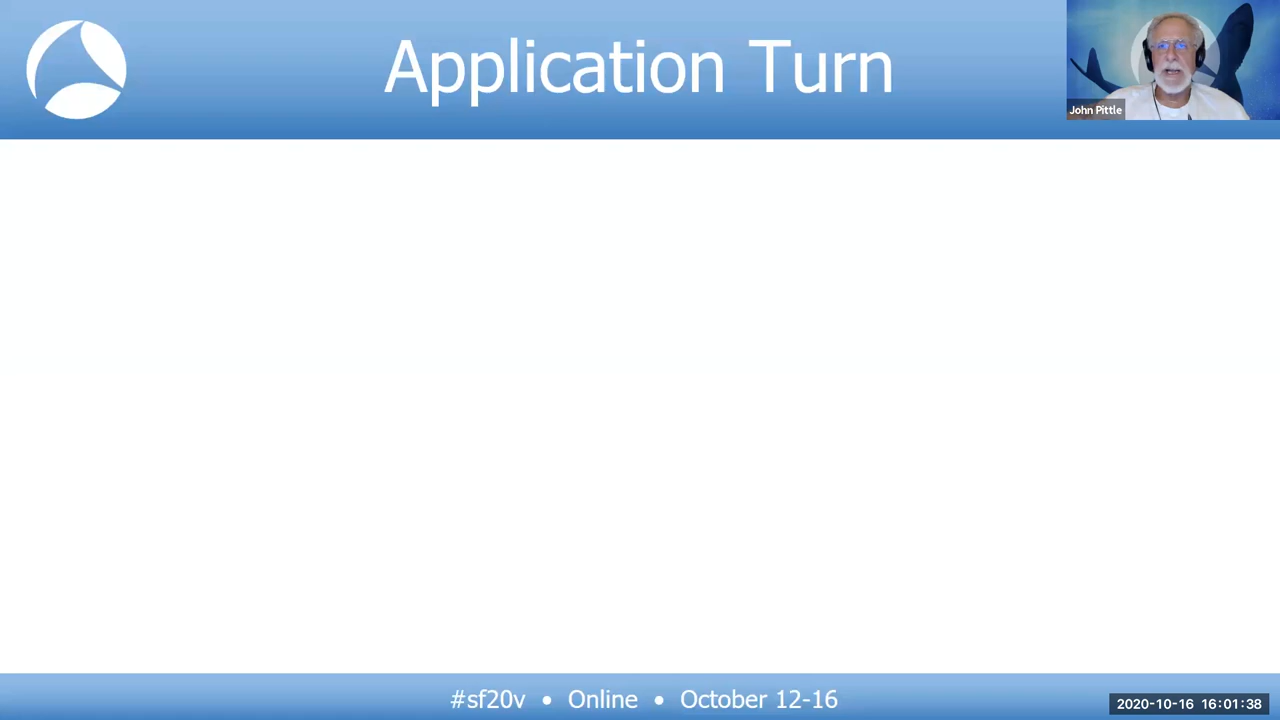 Application Turn
John Pittle
#sf20v • Online • October 12-16
2020-10-16 16:01:38